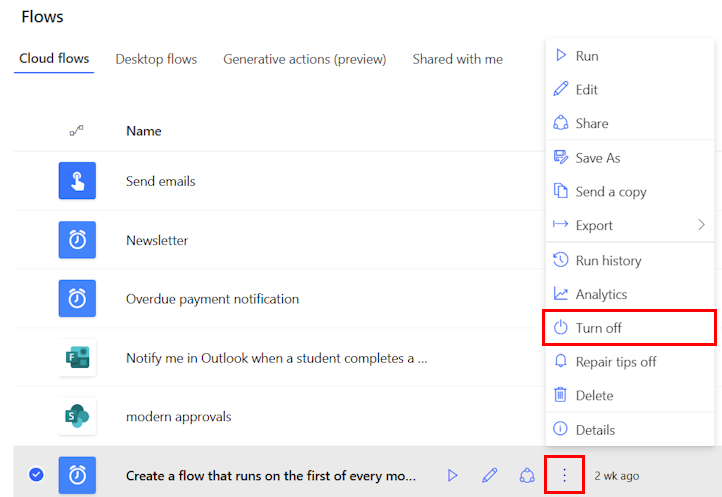 Flows
Cloud flows
Desktop flows
Generative actions (preview)
Shared with me
Name
Send emails
Newsletter
Overdue payment notification
Notify me in Outlook when a student completes a ...
modern approvals
Create a flow that runs on the first of every mo...
2 wk ago
Run
Edit
Share
Save As
Send a copy
Export
Run history
Analytics
Turn off
Repair tips off
Delete
Details